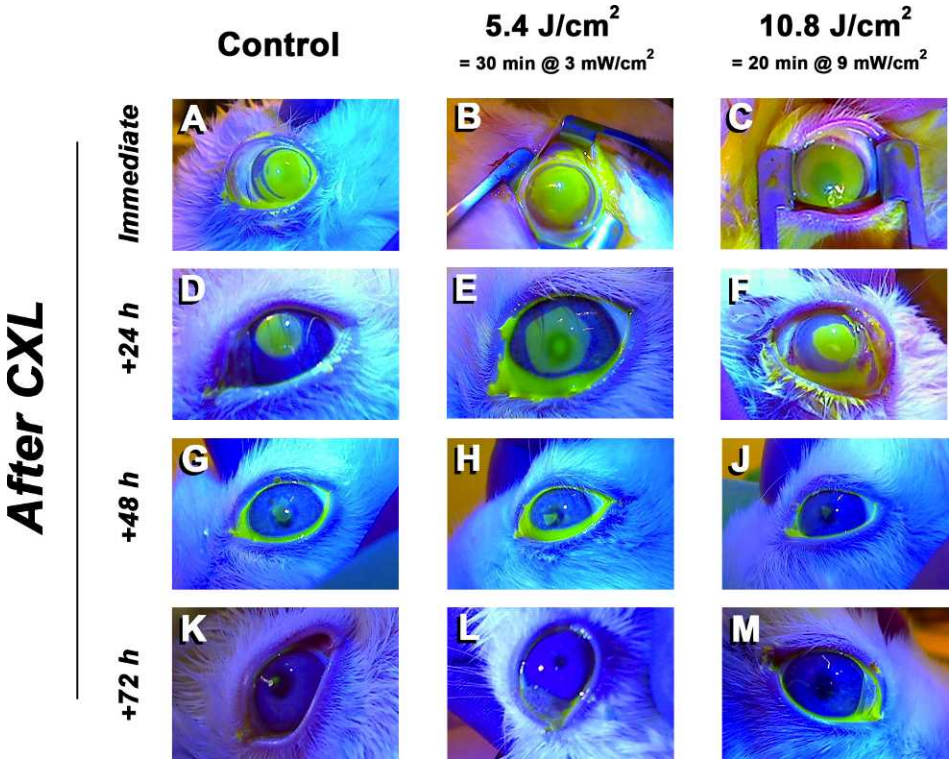 Control
5.4 J/cm²
= 30 min @ 3 mW/cm²
10.8 J/cm²
= 20 min @ 9 mW/cm²
After CXL
Immediate
A
B
C
+24 h
D
E
F
+48 h
G
H
J
+72 h
K
L
M